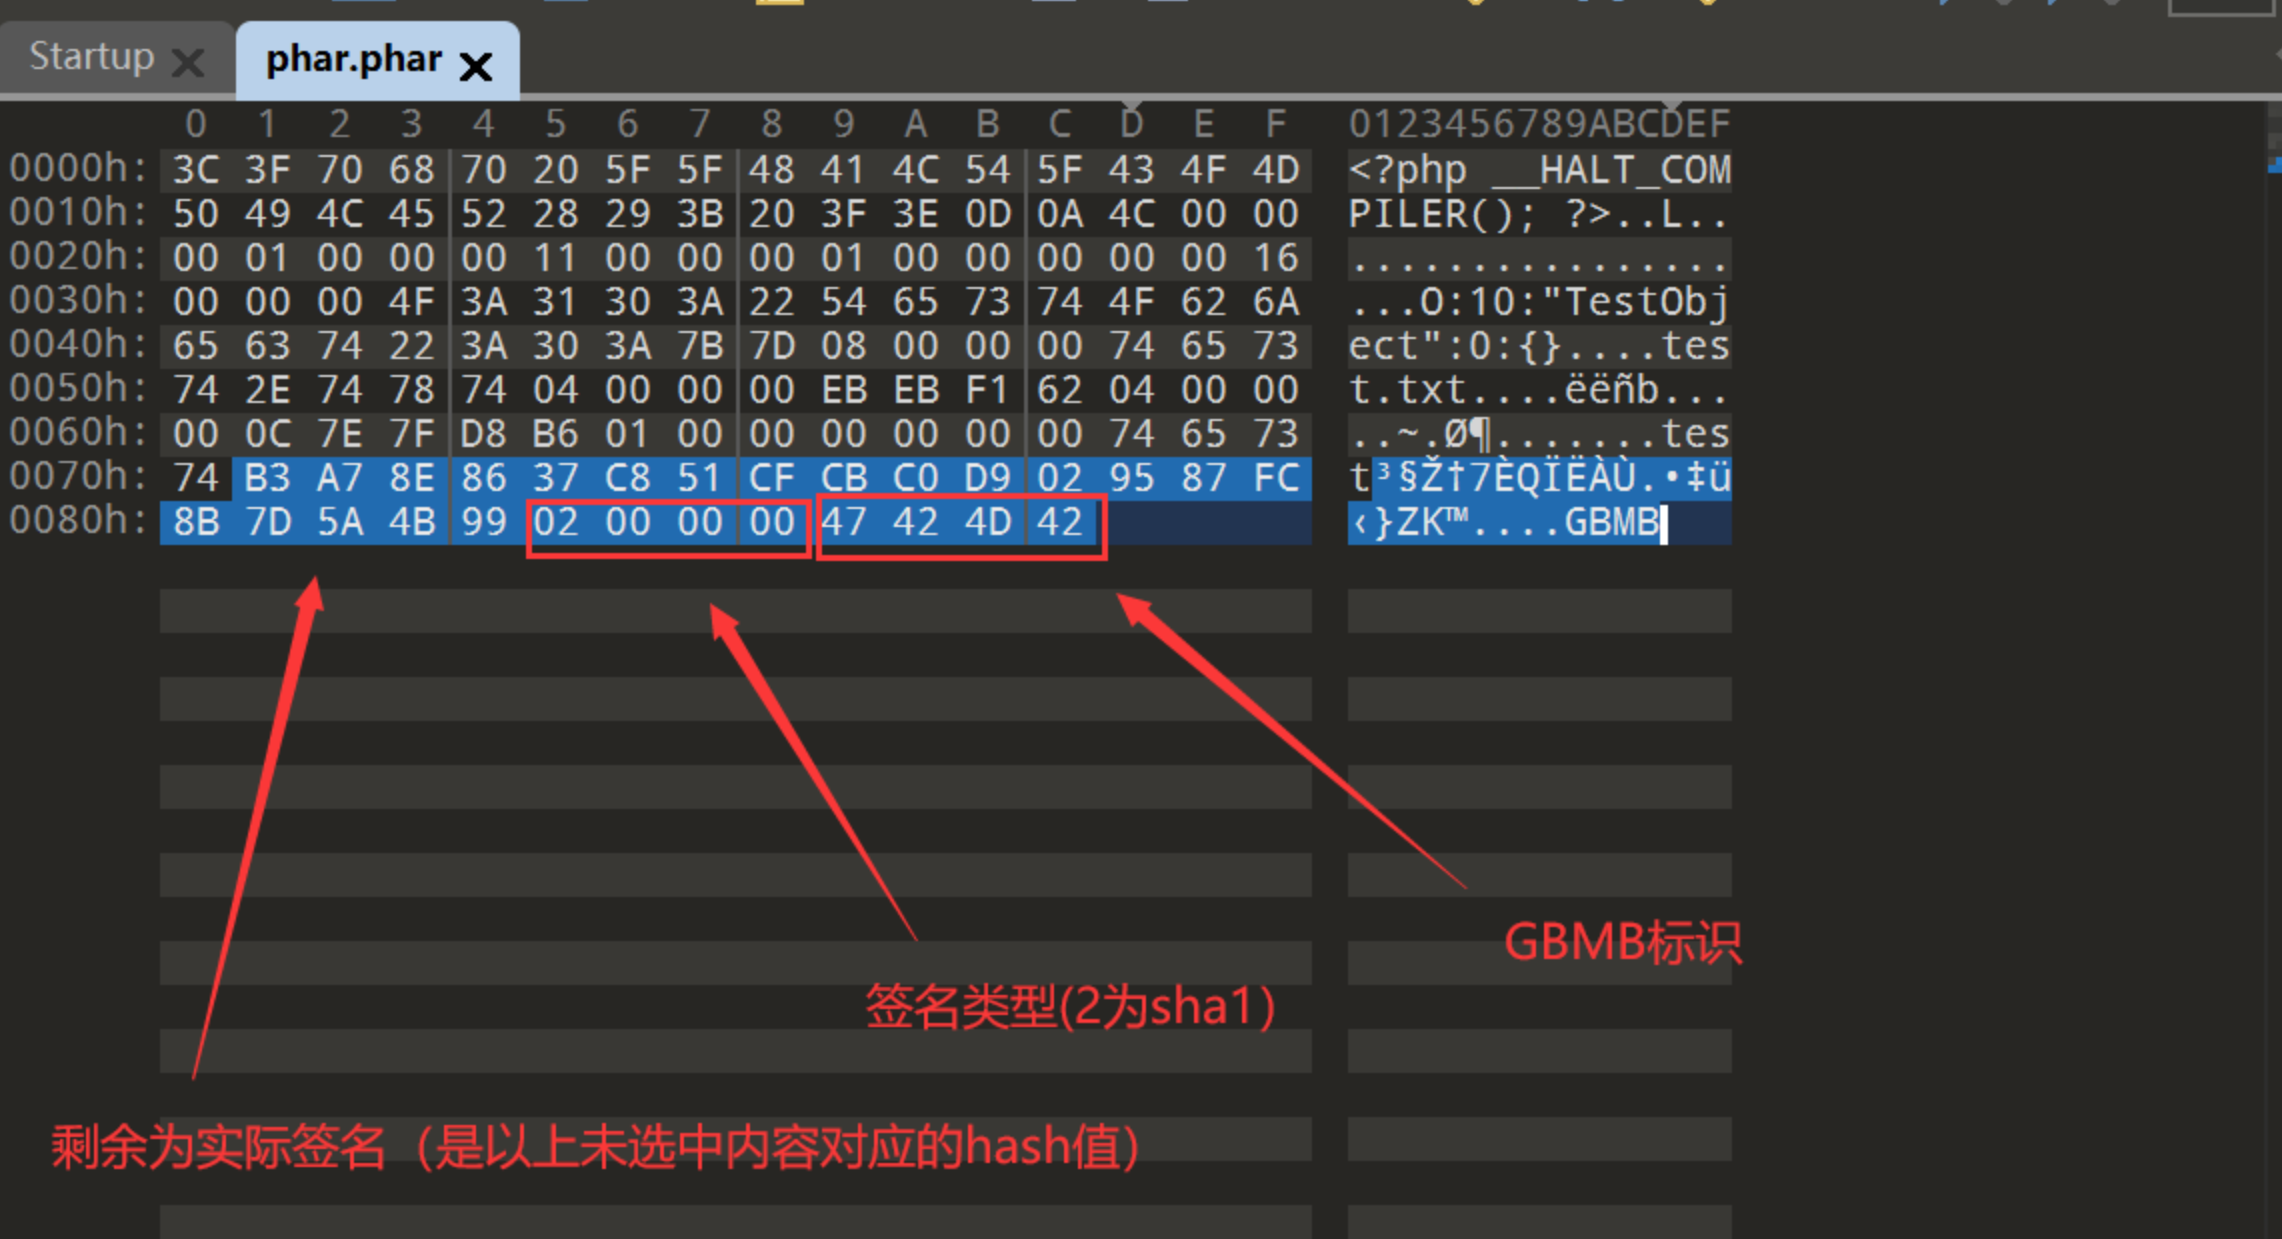 Startup
phar.phar
0 1 2 3 4 5 6 7 8 9 A B C D E F 0123456789ABCDEF
0000h: 3C 3F 70 68 70 20 5F 5F 48 41 4C 54 5F 43 4F 4D <?php __HALT_COM
0010h: 50 49 4C 45 52 28 29 3B 20 3F 3E 0D 0A 4C 00 00 PILER(); ?>..L..
0020h: 00 01 00 00 00 11 00 00 00 01 00 00 00 00 00 16 ................
0030h: 00 00 00 4F 3A 31 30 3A 22 54 65 73 74 4F 62 6A ...O:10:"TestObj
0040h: 65 63 74 22 3A 30 3A 7B 7D 08 00 00 00 74 65 73 ect":0:{}....tes
0050h: 74 2E 74 78 74 04 00 00 00 EB EB F1 62 04 00 00 t.txt....ëëñb...
0060h: 00 0C 7E 7F D8 B6 01 00 00 00 00 00 00 74 65 73 ..~.Ø¶.......tes
0070h: 74 B3 A7 8E 86 37 C8 51 CF CB C0 D9 02 95 87 FC t³§Ž†7ÈQÏËÀÙ.•‡ü
0080h: 8B 7D 5A 4B 99 02 00 00 00 47 42 4D 42 ‹}ZK™....GBMB
GBMB标识
签名类型(2为sha1)
剩余为实际签名（是以上未选中内容对应的hash值）